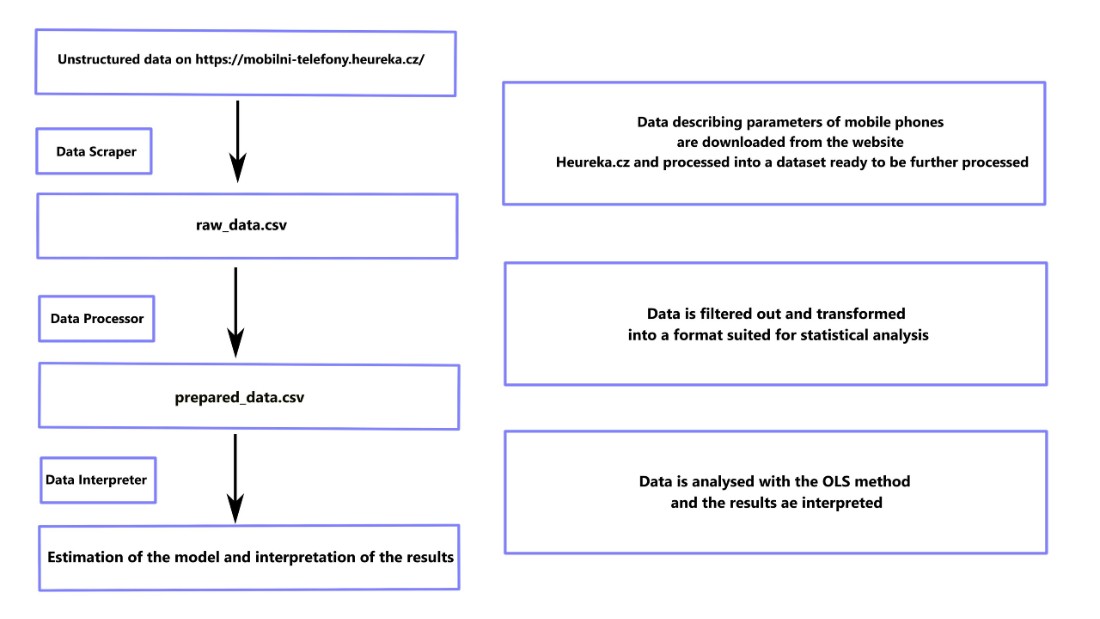 Unstructured data on https://mobilni-telefony.heureka.cz/
Data Scraper
Data describing parameters of mobile phones
are downloaded from the website
Heureka.cz and processed into a dataset ready to be further processed
raw_data.csv
Data Processor
Data is filtered out and transformed
into a format suited for statistical analysis
prepared_data.csv
Data Interpreter
Data is analysed with the OLS method
and the results ae interpreted
Estimation of the model and interpretation of the results